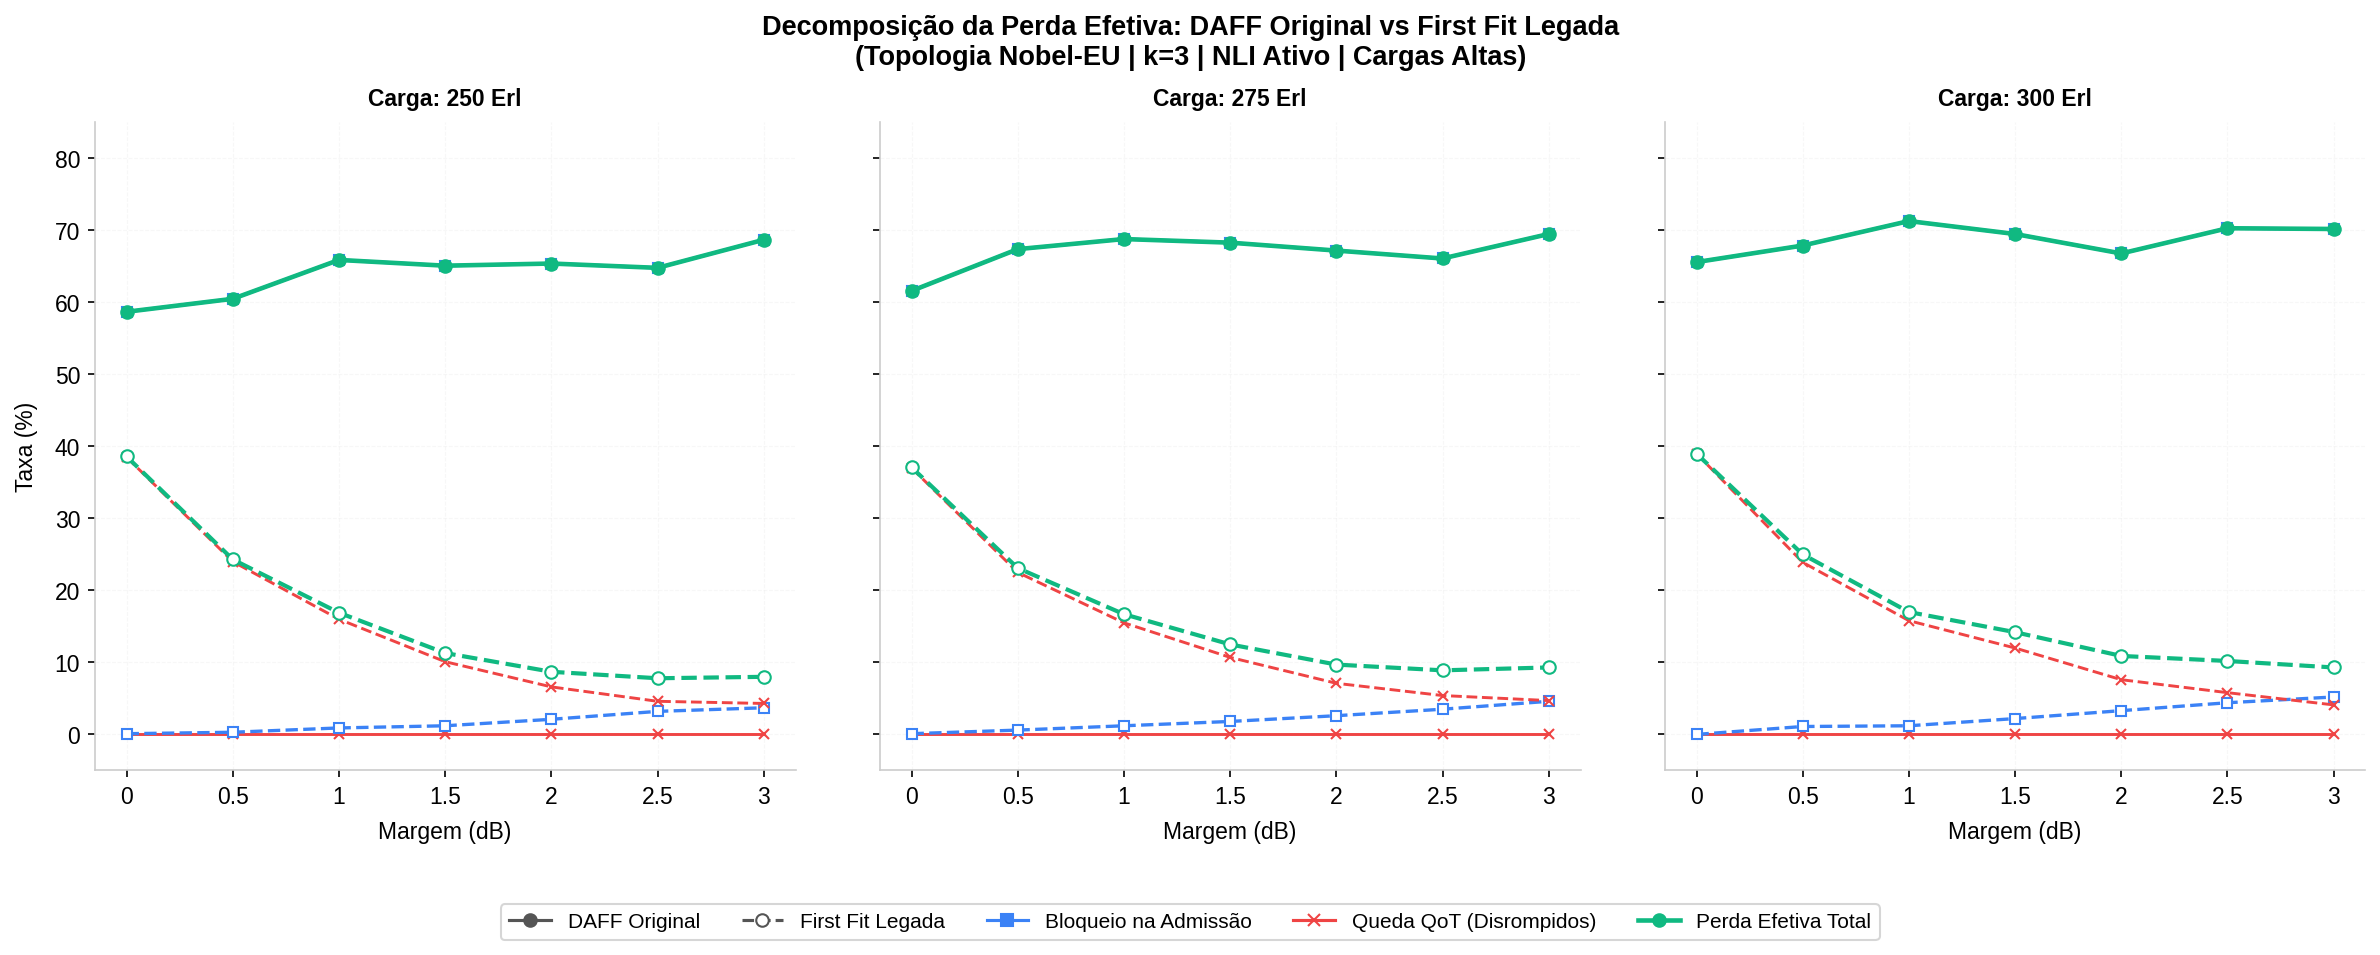 Decomposição da Perda Efetiva: DAFF Original vs First Fit Legada
(Topologia Nobel-EU | k=3 | NLI Ativo | Cargas Altas)
Carga: 250 Erl
Carga: 275 Erl
Carga: 300 Erl
Taxa (%)
80
70
60
50
40
30
20
10
0
0 0.5 1 1.5 2 2.5 3
0 0.5 1 1.5 2 2.5 3
0 0.5 1 1.5 2 2.5 3
Margem (dB)
Margem (dB)
Margem (dB)
DAFF Original
First Fit Legada
Bloqueio na Admissão
Queda QoT (Disrompidos)
Perda Efetiva Total